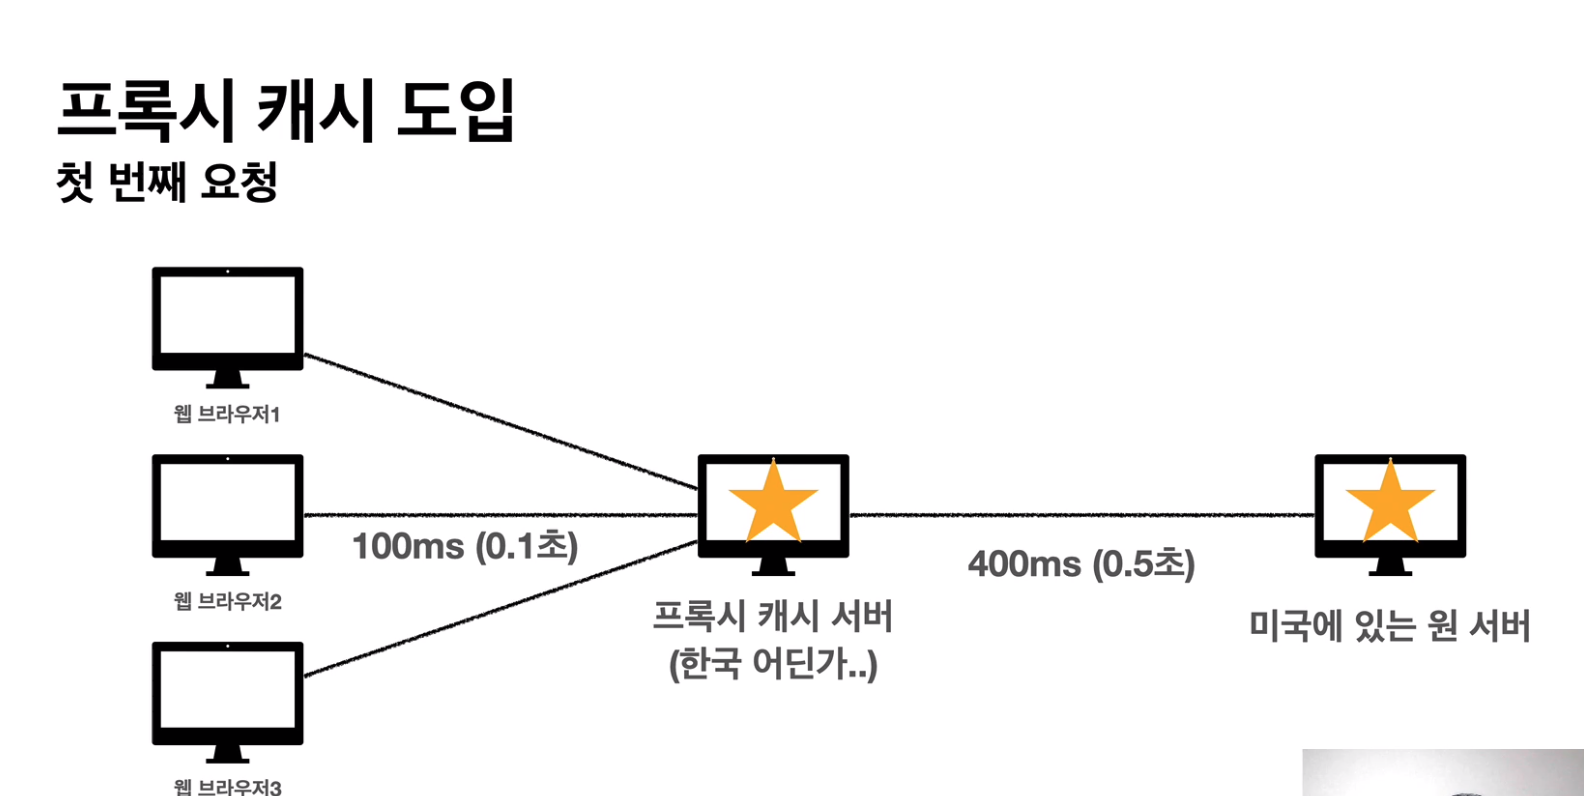 프록시 캐시 도입
첫 번째 요청
웹 브라우저1
웹 브라우저2
웹 브라우저3
100ms (0.1초)
프록시 캐시 서버
(한국 어딘가..)
400ms (0.5초)
미국에 있는 원 서버